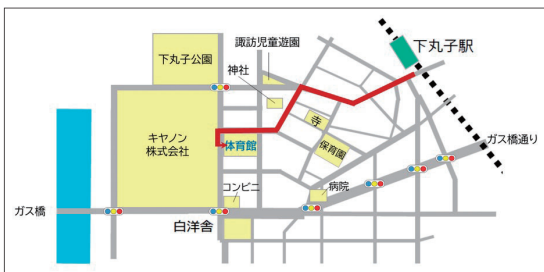 下丸子駅
諏訪児童遊園
下丸子公園
神社
寺
ガス橋通り
キヤノン
株式会社
体育館
保育園
コンビニ
病院
ガス橋
白洋舎